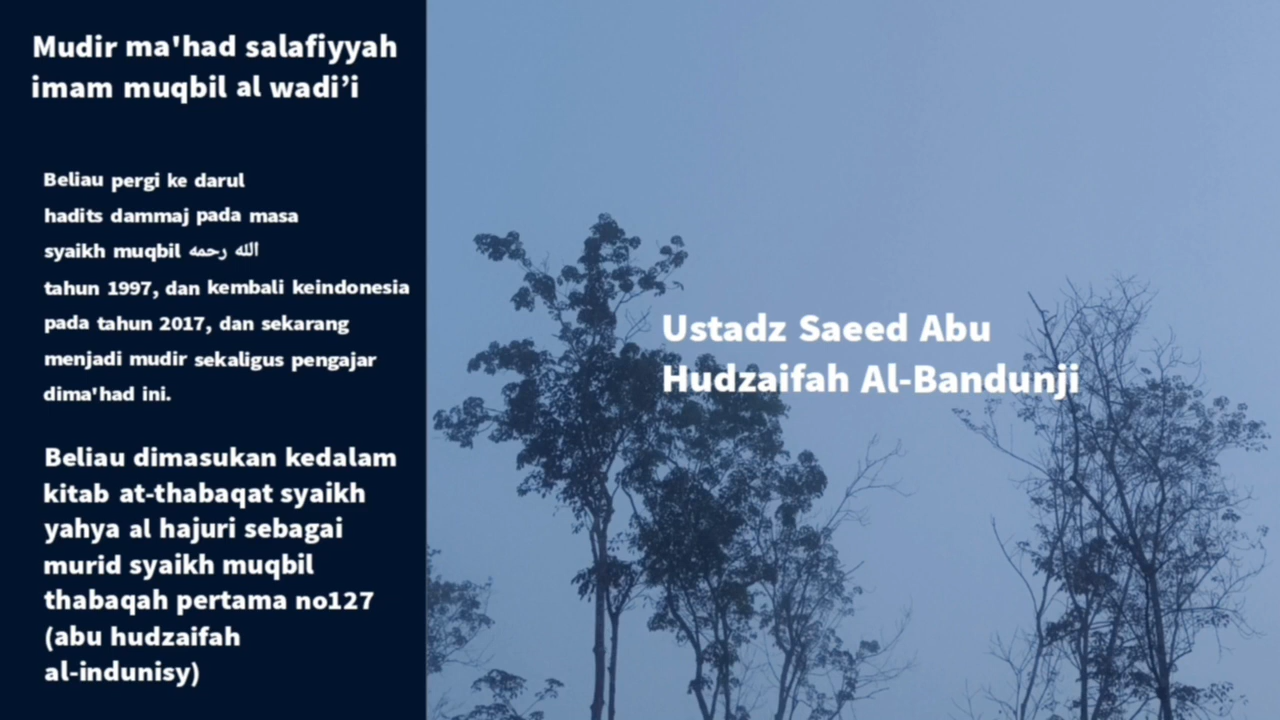 Mudir ma'had salafiyyah
imam muqbil al wadi’i
Beliau pergi ke darul
hadits dammaj pada masa
syaikh muqbil رحمه الله
tahun 1997, dan kembali keindonesia
pada tahun 2017, dan sekarang
menjadi mudir sekaligus pengajar
dima'had ini.
Beliau dimasukan kedalam
kitab at-thabaqat syaikh
yahya al hajuri sebagai
murid syaikh muqbil
thabaqah pertama no127
(abu hudzaifah
al-indunisy)
Ustadz Saeed Abu
Hudzaifah Al-Bandunji